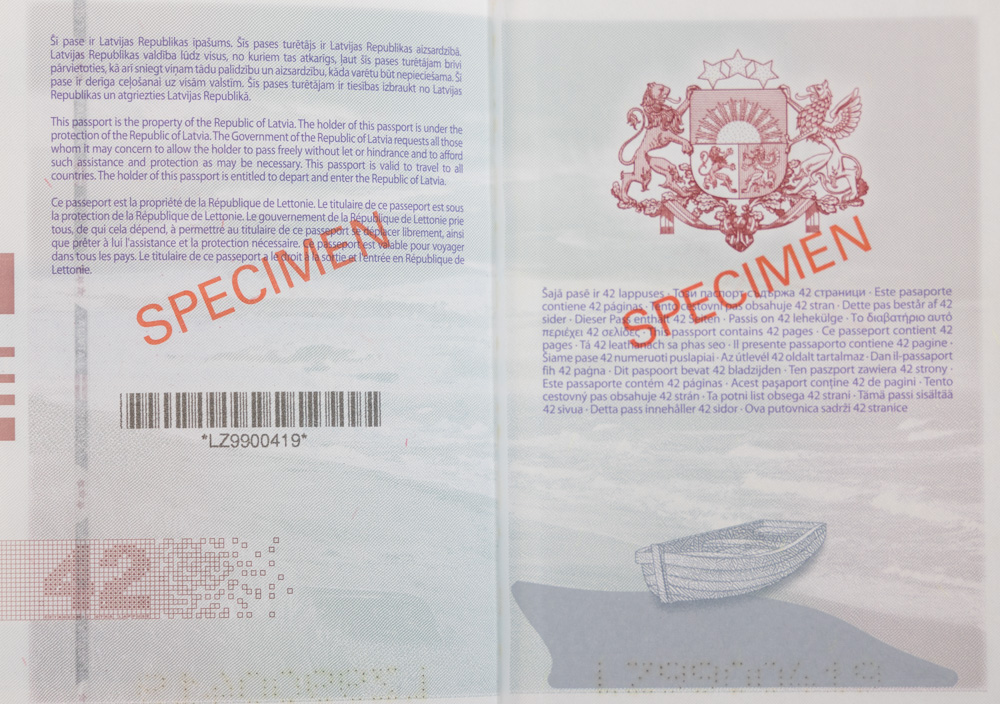 Šī pase ir Latvijas Republikas īpašums. Šīs pases turētājs ir Latvijas Republikas aizsardzībā.
Latvijas Republikas valdība lūdz visus, no kuriem tas atkarīgs, ļaut šīs pases turētājam brīvi
pārvietoties, kā arī sniegt viņam tādu palīdzību un aizsardzību, kāda varētu būt nepieciešama. Šī
pase ir derīga ceļošanai uz visām valstīm. Šīs pases turētājam ir tiesības izbraukt no Latvijas
Republikas un atgriezties Latvijas Republikā.
This passport is the property of the Republic of Latvia. The holder of this passport is under the
protection of the Republic of Latvia. The Government of the Republic of Latvia requests all those
whom it may concern to allow the holder to pass freely without let or hindrance and to afford
such assistance and protection as may be necessary. This passport is valid to travel to all
countries. The holder of this passport is entitled to depart and enter the Republic of Latvia.
Ce passeport est la propriété de la République de Lettonie. Le titulaire de ce passeport est sous
la protection de la République de Lettonie. Le gouvernement de la République de Lettonie prie
tous, de qui cela dépend, à permettre au titulaire de ce passeport se déplacer librement, ainsi
que prêter à lui l'assistance et la protection nécessaire. Ce passeport est valable pour voyager
dans tous les pays. Le titulaire de ce passeport a le droit à la sortie et l'entrée en République de
Lettonie.
SPECIMEN
*LZ9900419*
42
SPECIMEN
Šajā pasē ir 42 lappuses · Този паспорт съдържа 42 страници · Este pasaporte
contiene 42 páginas · Tento cestovní pas obsahuje 42 stran · Dette pas består af 42
sider · Dieser Pass enthält 42 Seiten · Passis on 42 lehekülge · Το διαβατήριο αυτό
περιέχει 42 σελίδες · This passport contains 42 pages · Ce passeport contient 42
pages · Tá 42 leathanach sa phas seo · Il presente passaporto contiene 42 pagine ·
Šiame pase 42 numeruoti puslapiai · Az útlevél 42 oldalt tartalmaz · Dan il-passaport
fih 42 paġna · Dit paspoort bevat 42 bladzijden · Ten paszport zawiera 42 strony ·
Este passaporte contém 42 páginas · Acest paşaport conţine 42 de pagini · Tento
cestovný pas obsahuje 42 strán · Ta potni list obsega 42 strani · Tämä passi sisältää
42 sivua · Detta pass innehåller 42 sidor · Ova putovnica sadrži 42 stranice
LZ9900419